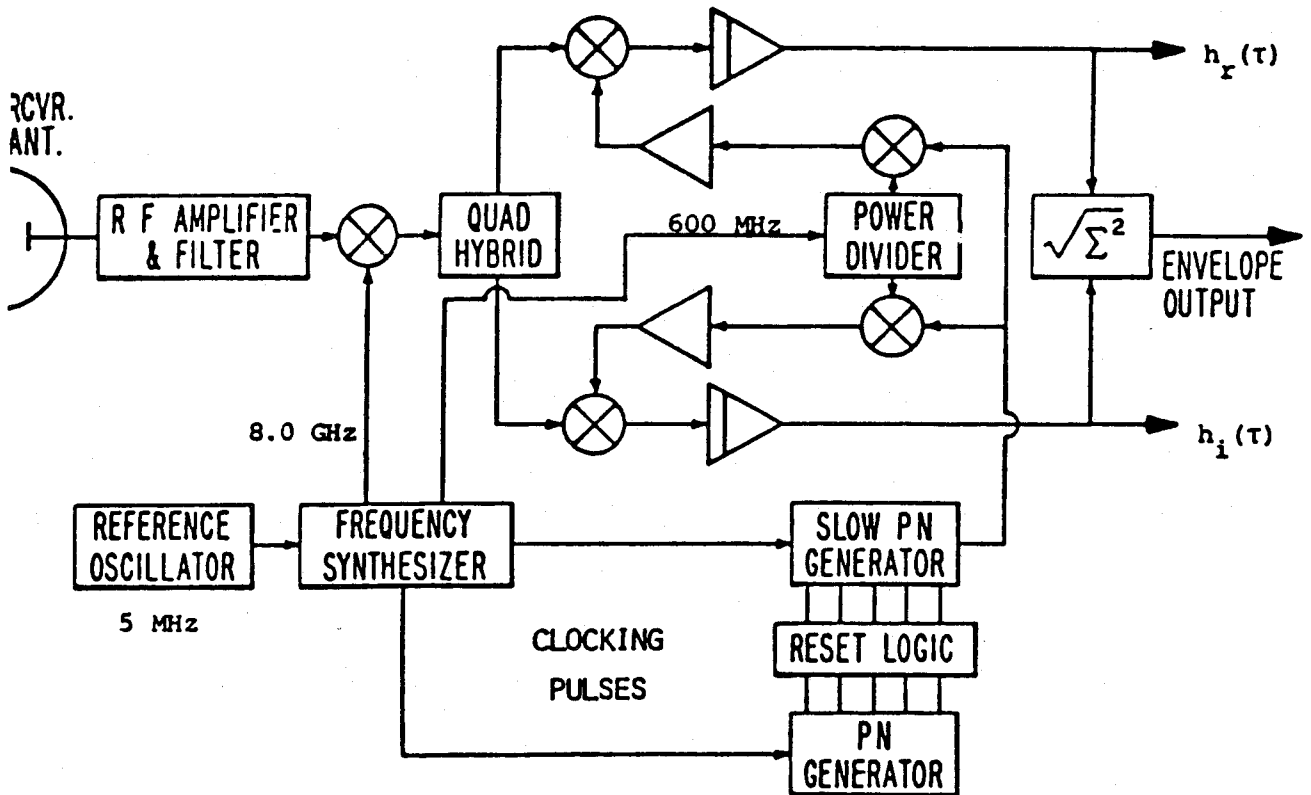 h_r(τ)
RCVR.
ANT.
R F AMPLIFIER
& FILTER
QUAD
HYBRID
600 MHz
POWER
DIVIDER
√Σ²
ENVELOPE
OUTPUT
8.0 GHz
h_i(τ)
REFERENCE
OSCILLATOR
5 MHz
FREQUENCY
SYNTHESIZER
SLOW PN
GENERATOR
CLOCKING
PULSES
RESET LOGIC
PN
GENERATOR